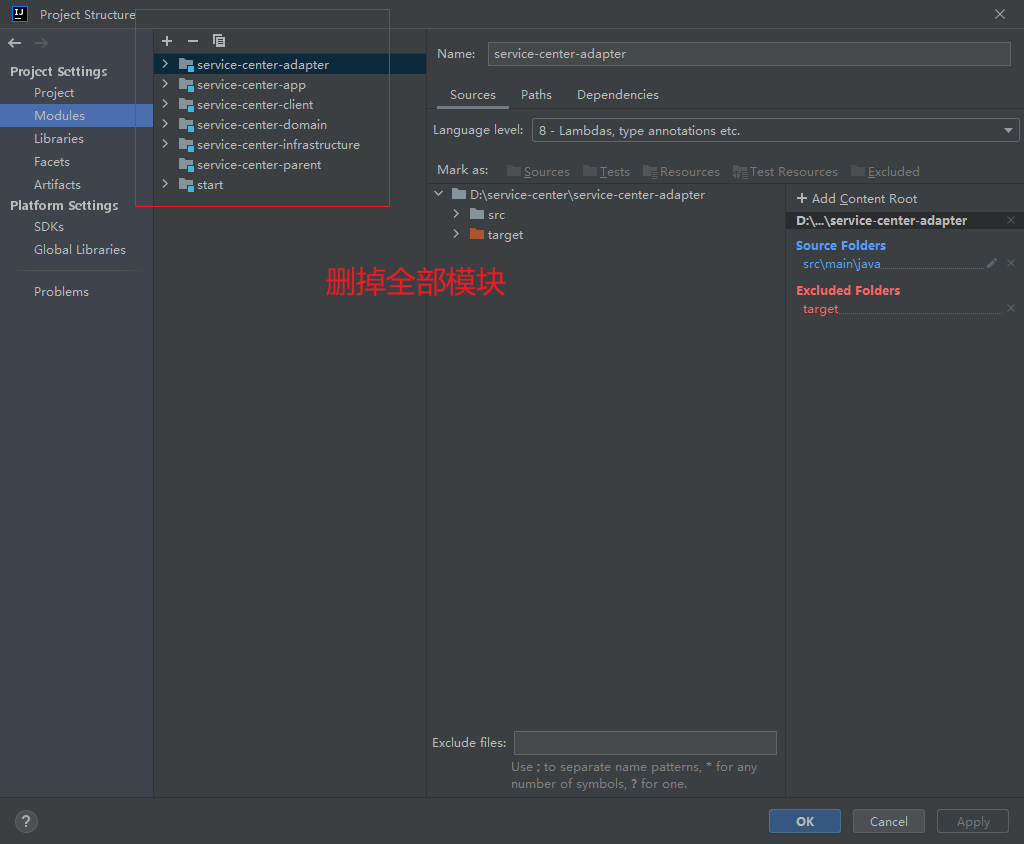 Project Structure
Project Settings
Project
Modules
Libraries
Facets
Artifacts
Platform Settings
SDKs
Global Libraries
Problems
service-center-adapter
service-center-app
service-center-client
service-center-domain
service-center-infrastructure
service-center-parent
start
删掉全部模块
Name: service-center-adapter
Sources Paths Dependencies
Language level: 8 - Lambdas, type annotations etc.
Mark as: Sources Tests Resources Test Resources Excluded
D:\service-center\service-center-adapter
src
target
+ Add Content Root
D:\...\service-center-adapter
Source Folders
src\main\java
Excluded Folders
target
Exclude files:
Use ; to separate name patterns, * for any
number of symbols, ? for one.
? OK Cancel Apply